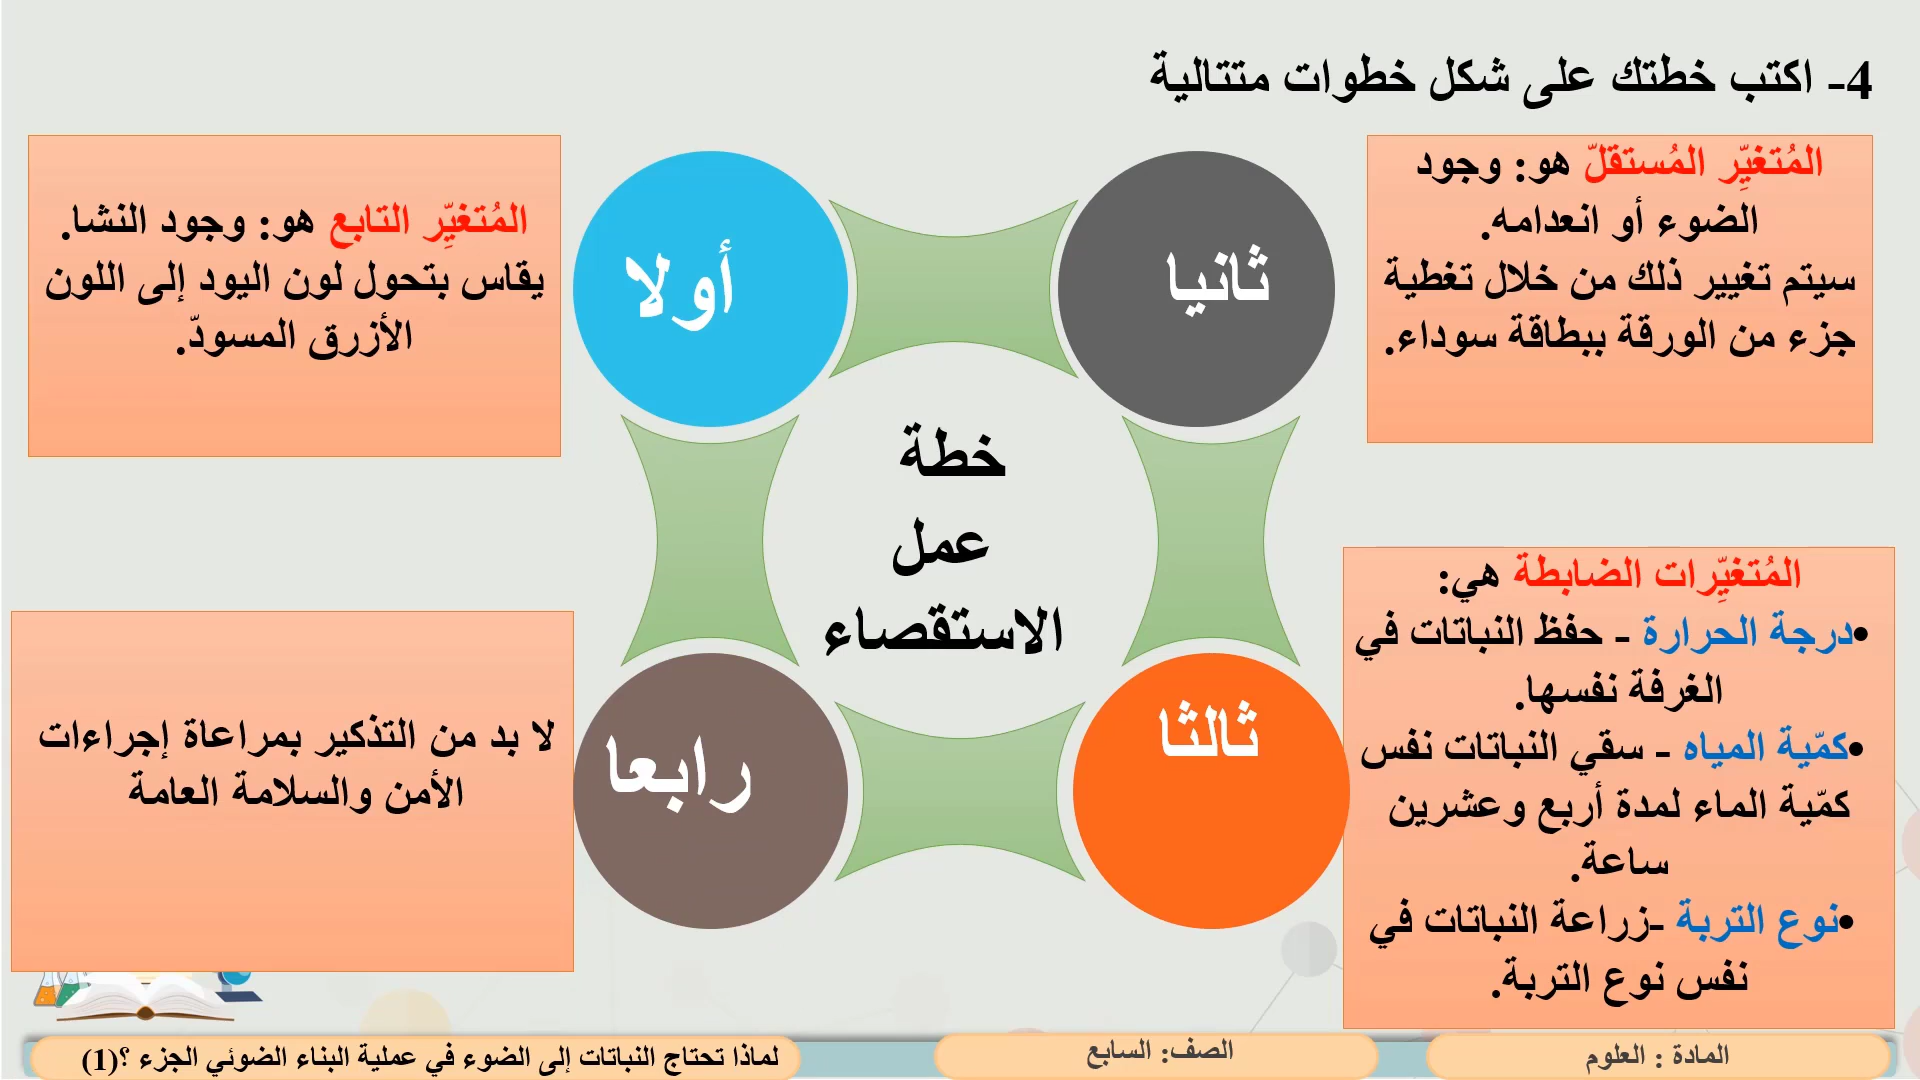 4- اكتب خطتك على شكل خطوات متتالية
المُتغيِّر المُستقلّ هو: وجود
الضوء أو انعدامه.
سيتم تغيير ذلك من خلال تغطية
جزء من الورقة ببطاقة سوداء.
ثانيا
أولا
المُتغيِّر التابع هو: وجود النشا.
يقاس بتحول لون اليود إلى اللون
الأزرق المسودّ.
خطة
عمل
الاستقصاء
المُتغيِّرات الضابطة هي:
•درجة الحرارة - حفظ النباتات في
الغرفة نفسها.
•كمّية المياه - سقي النباتات نفس
كمّية الماء لمدة أربع وعشرين
ساعة.
•نوع التربة -زراعة النباتات في
نفس نوع التربة.
ثالثا
رابعا
لا بد من التذكير بمراعاة إجراءات
الأمن والسلامة العامة
المادة : العلوم
الصف: السابع
لماذا تحتاج النباتات إلى الضوء في عملية البناء الضوئي الجزء ؟(1)